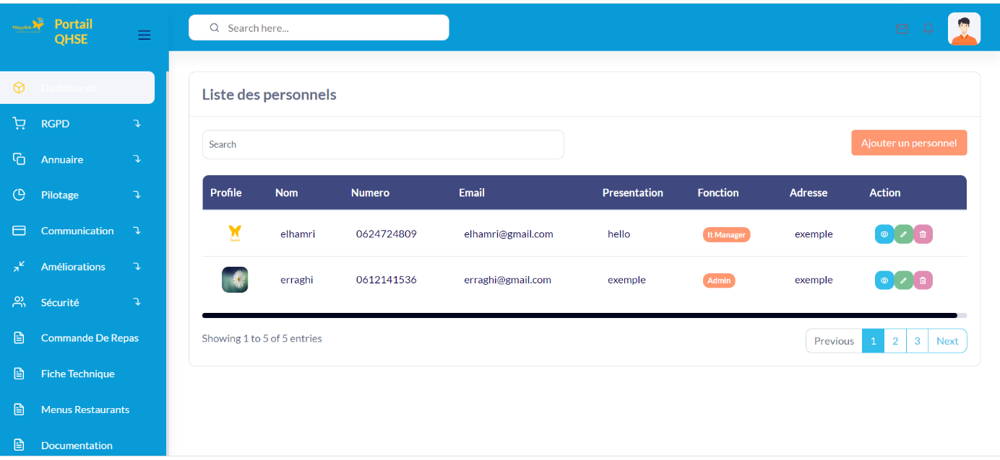 Portail
QHSE
Search here...
Dashboards
RGPD
Annuaire
Pilotage
Communication
Améliorations
Sécurité
Commande De Repas
Fiche Technique
Menus Restaurants
Documentation
Liste des personnels
Search
Ajouter un personnel
Profile Nom Numero Email Presentation Fonction Adresse Action
elhamri 0624724809 elhamri@gmail.com hello It Manager exemple
erraghi 0612141536 erraghi@gmail.com exemple Admin exemple
Showing 1 to 5 of 5 entries
Previous 1 2 3 Next